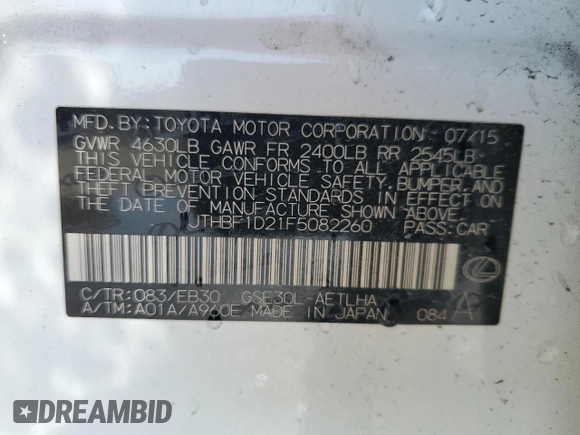 MFD. BY: TOYOTA MOTOR CORPORATION 07/15
GVWR 4630LB GAWR FR 2400LB RR 2545LB
THIS VEHICLE CONFORMS TO ALL APPLICABLE
FEDERAL MOTOR VEHICLE SAFETY, BUMPER, AND
THEFT PREVENTION STANDARDS IN EFFECT ON
THE DATE OF MANUFACTURE SHOWN ABOVE.
JTHBF1D21F5082260 PASS.CAR
C/TR: 083/EB30 GSE30L-AETLHA
A/TM: A01A/A960E MADE IN JAPAN 084 A
DREAMBID